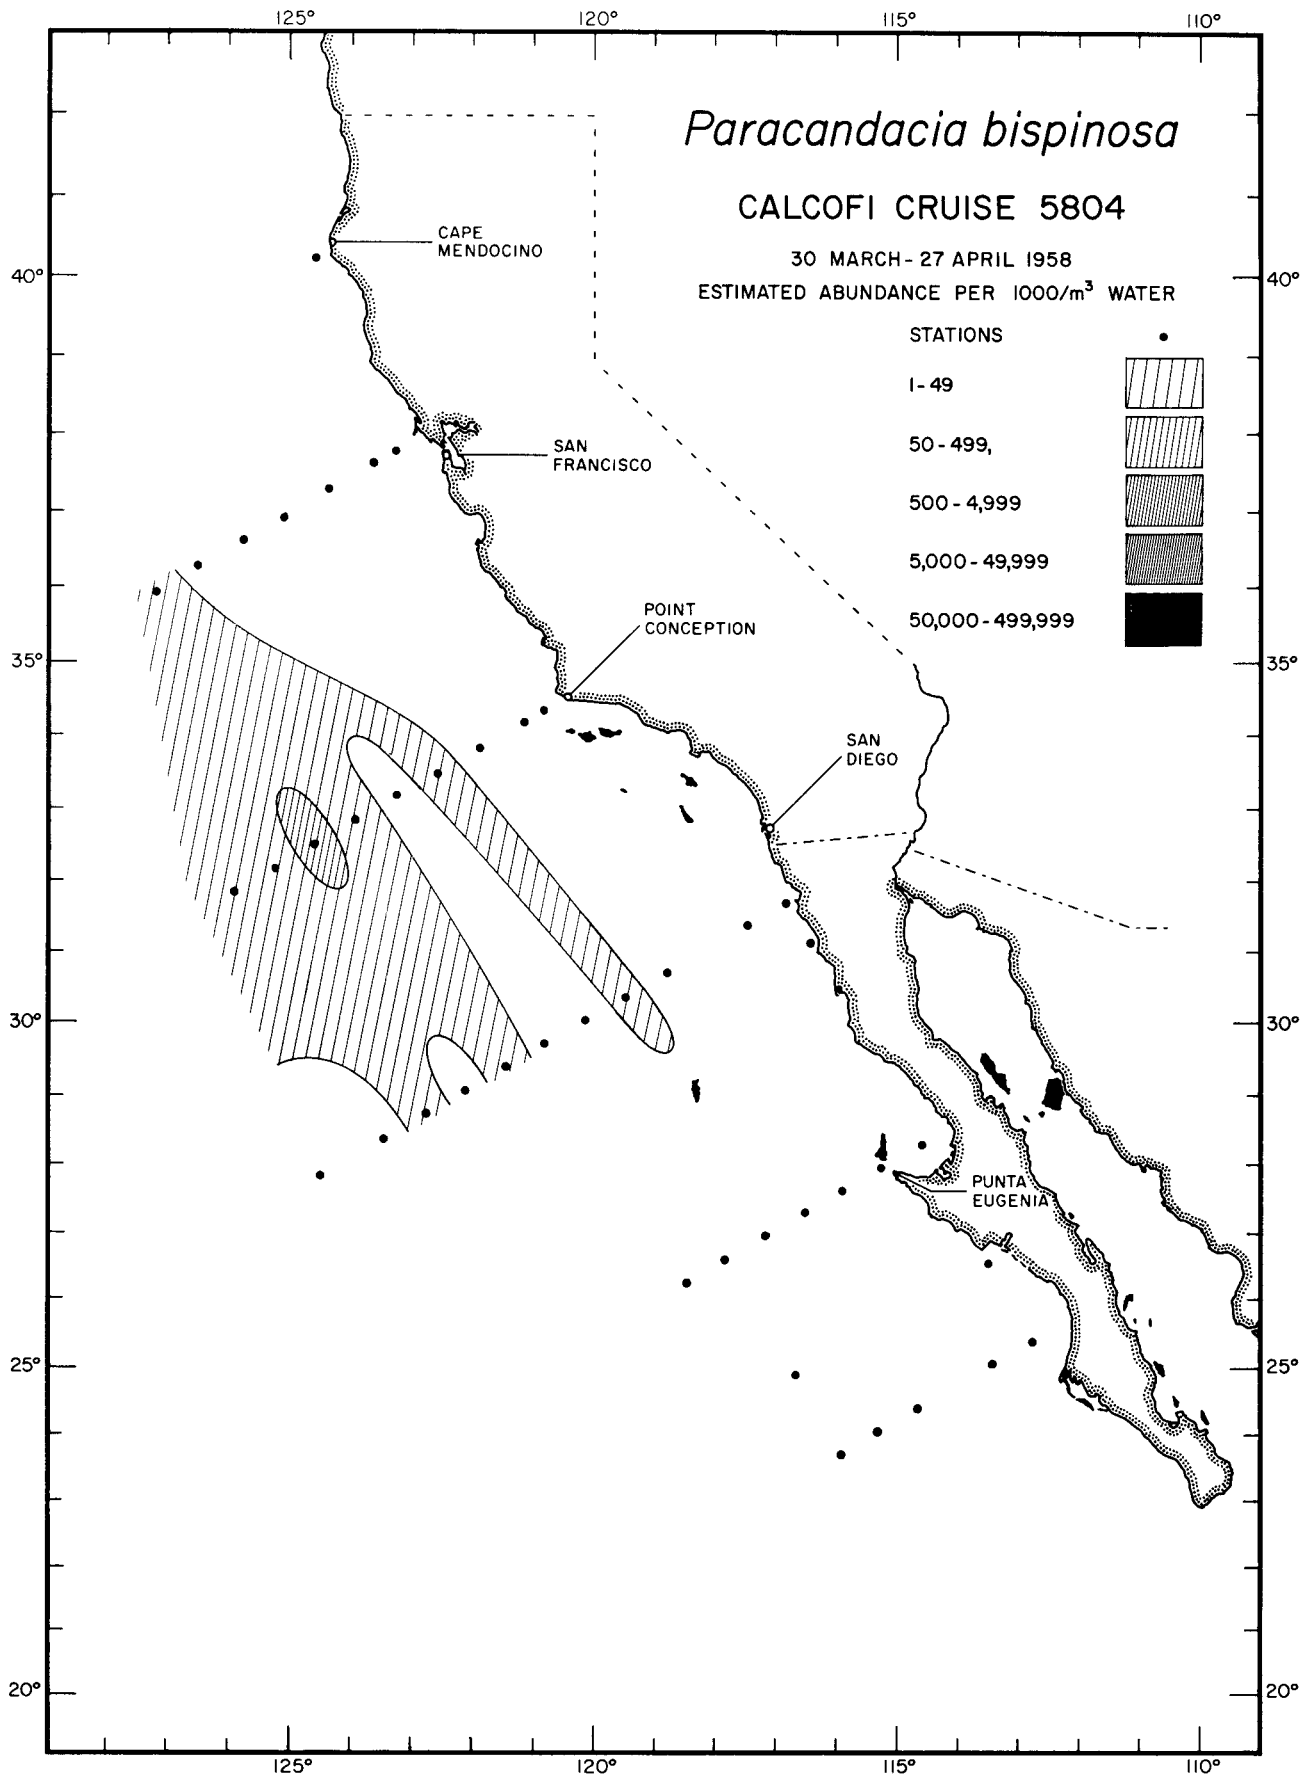 125° 120° 115° 110°
Paracandacia bispinosa
CALCOFI CRUISE 5804
30 MARCH-27 APRIL 1958
ESTIMATED ABUNDANCE PER 1000/m³ WATER
STATIONS
1-49
50-499,
500-4,999
5,000-49,999
50,000-499,999
CAPE
MENDOCINO
40° 40°
SAN
FRANCISCO
POINT
CONCEPTION
35° 35°
SAN
DIEGO
30° 30°
PUNTA
EUGENIA
25° 25°
20° 20°
125° 120° 115° 110°